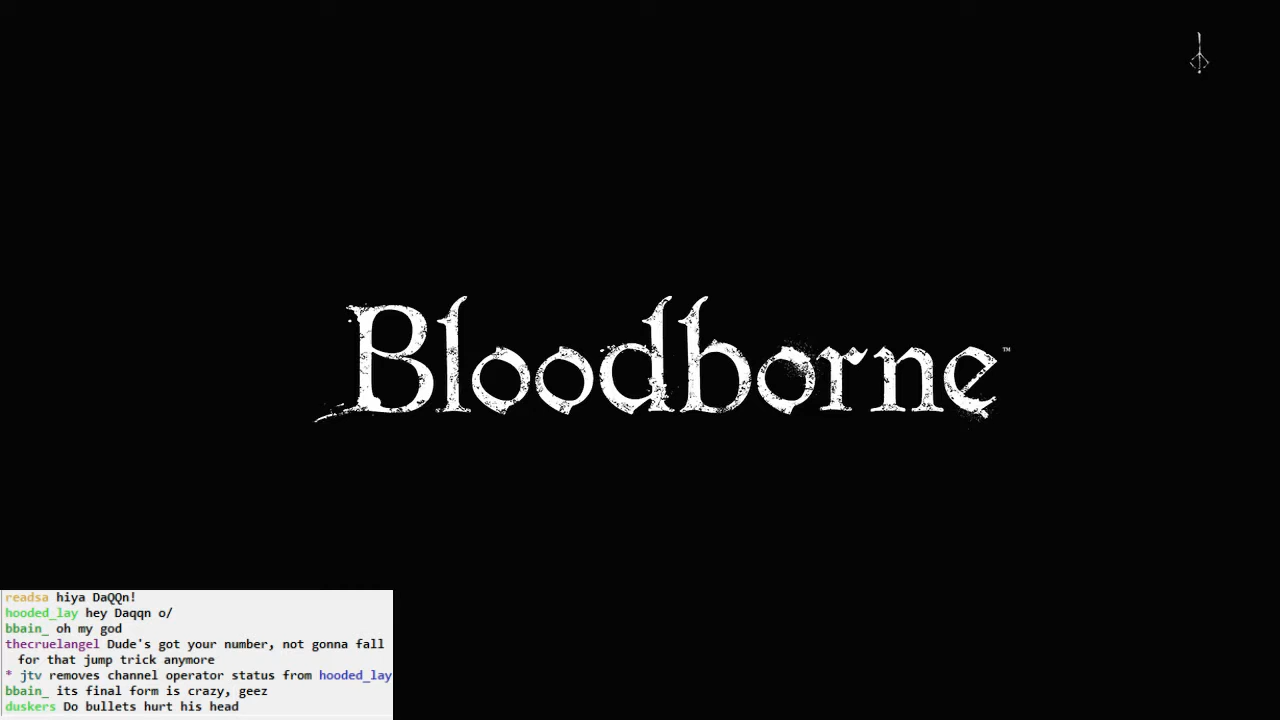 Bloodborne™
readsa hiya DaQQn!
hooded_lay hey Daqqn o/
bbain_ oh my god
thecruelangel Dude's got your number, not gonna fall
for that jump trick anymore
* jtv removes channel operator status from hooded_lay
bbain_ its final form is crazy, geez
duskers Do bullets hurt his head